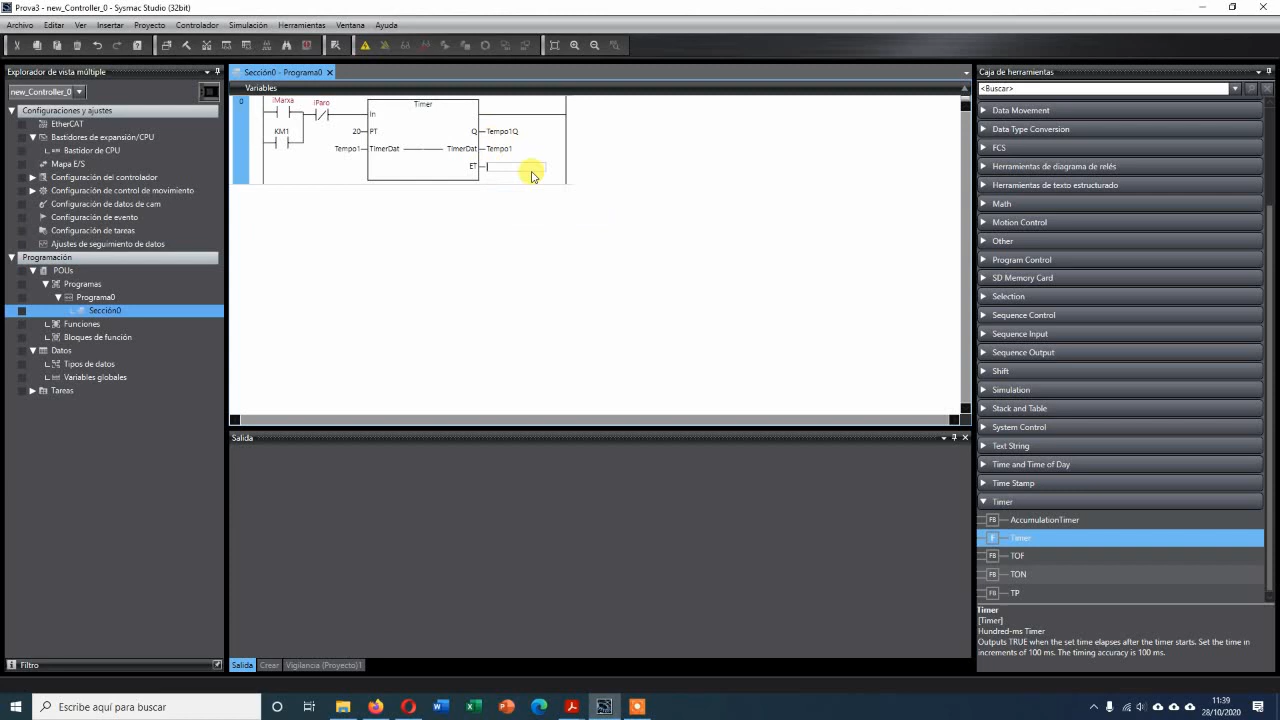 Prova3 - new_Controller_0 - Sysmac Studio (32bit)
Archivo Editar Ver Insertar Proyecto Controlador Simulación Herramientas Ventana Ayuda
Explorador de vista múltiple
new_Controller_0
Configuraciones y ajustes
EtherCAT
Bastidores de expansión/CPU
Bastidor de CPU
Mapa E/S
Configuración del controlador
Configuración de control de movimiento
Configuración de datos de cam
Configuración de evento
Configuración de tareas
Ajustes de seguimiento de datos
Programación
POUs
Programas
Programa0
Sección0
Funciones
Bloques de función
Datos
Tipos de datos
Variables globales
Tareas
Filtro
Sección0 - Programa0
Variables
0
iMarxa iParo Timer
In
KM1 20 PT Q Tempo1Q
Tempo1 TimerDat TimerDat Tempo1
ET
Salida
Salida Crear Vigilancia (Proyecto)1
Caja de herramientas
<Buscar>
Data Movement
Data Type Conversion
FCS
Herramientas de diagrama de relés
Herramientas de texto estructurado
Math
Motion Control
Other
Program Control
SD Memory Card
Selection
Sequence Control
Sequence Input
Sequence Output
Shift
Simulation
Stack and Table
System Control
Text String
Time and Time of Day
Time Stamp
Timer
FB AccumulationTimer
F Timer
FB TOF
FB TON
FB TP
Timer
[Timer]
Hundred-ms Timer
Outputs TRUE when the set time elapses after the timer starts. Set the time in
increments of 100 ms. The timing accuracy is 100 ms.
Escribe aquí para buscar
11:39
28/10/2020